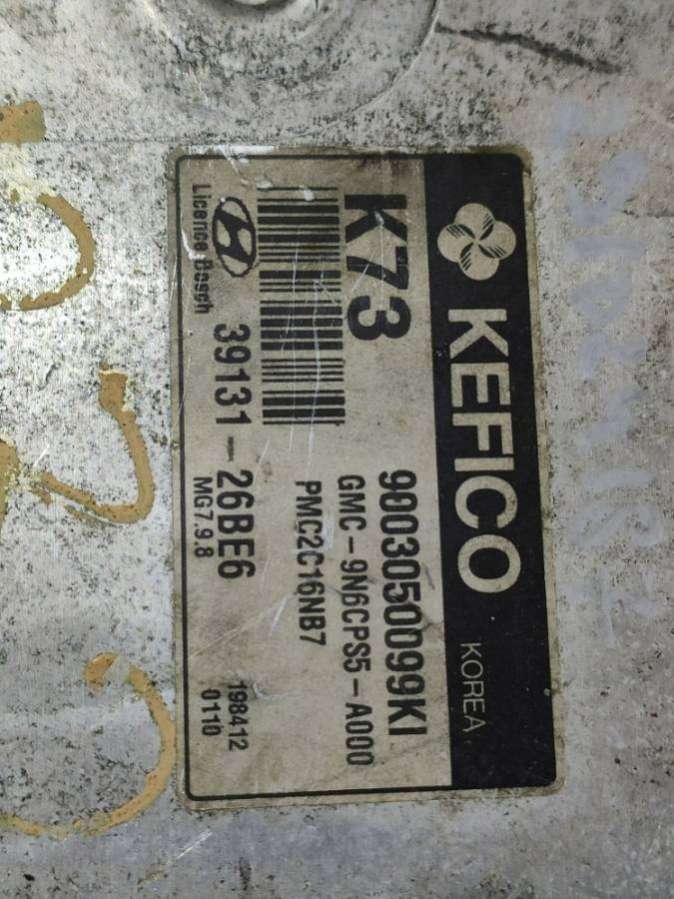 KEFICO KOREA
K73
9003050099KI
GMC-9N6CPS5-A000
PMC2C16NB7
39131-26BE6
Licence Bosch
MG7.9.8
198412
0110